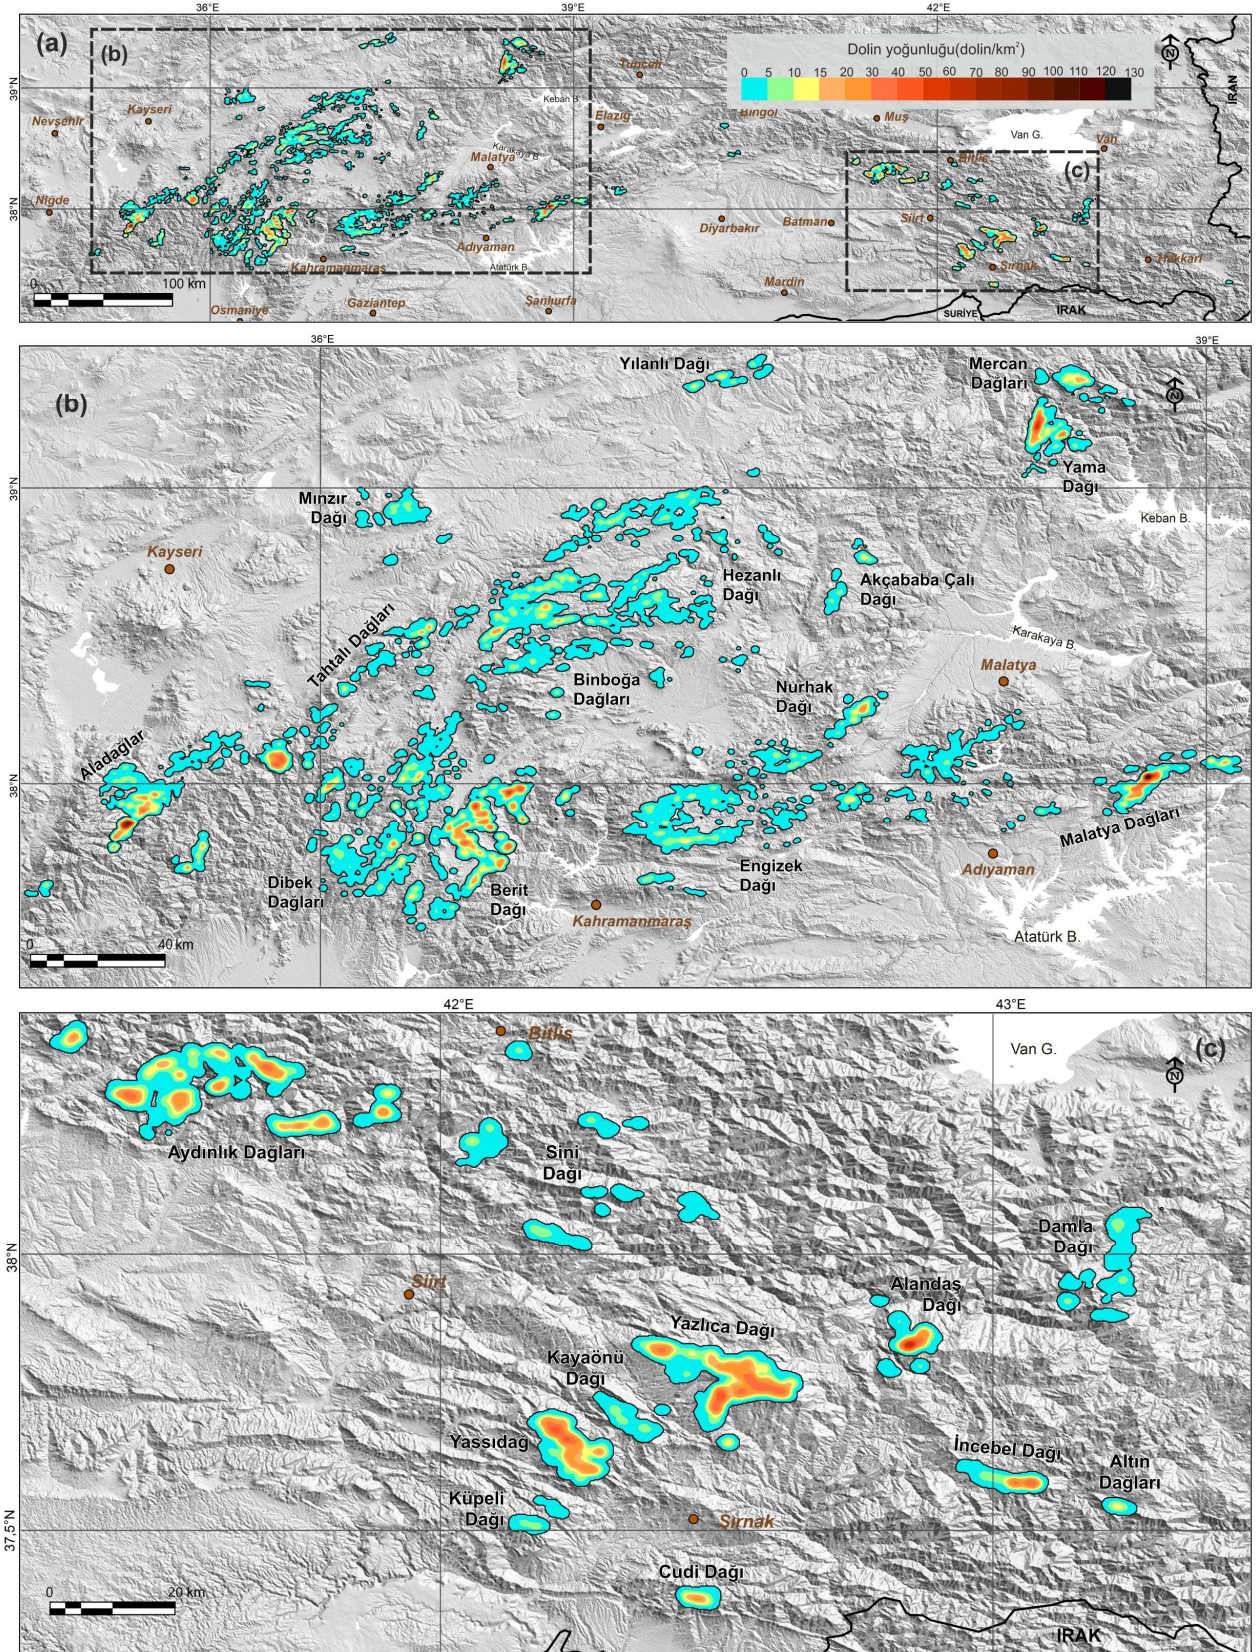 36°E
39°E
42°E
(a)
(b)
Dolin yoğunluğu(dolin/km²)
0 5 10 15 20 30 40 50 60 70 80 90 100 110 120 130
N
İRAN
39°N
Tunceli
Keban B.
Kayseri
Nevşehir
Elazığ
Bingöl
Muş
Van G.
Van
Karakaya B.
Malatya
Bitlis
(c)
38°N
Niğde
Diyarbakır
Batman
Siirt
Adıyaman
Kahramanmaraş
Atatürk B.
Şırnak
Hakkari
0
100 km
Mardin
Osmaniye
Gaziantep
Şanlıurfa
SURİYE
IRAK
36°E
39°E
(b)
Yılanlı Dağı
Mercan
Dağları
N
Yama
Dağı
39°N
Mınzır
Dağı
Keban B.
Kayseri
Hezanlı
Dağı
Akçababa Çalı
Dağı
Tahtalı Dağları
Karakaya B.
Malatya
Binboğa
Dağları
Nurhak
Dağı
Aladağlar
38°N
Malatya Dağları
Engizek
Dağı
Adıyaman
Dibek
Dağları
Berit
Dağı
Kahramanmaraş
Atatürk B.
0
40 km
42°E
43°E
Bitlis
Van G.
(c)
N
Aydınlık Dağları
Sini
Dağı
Damla
Dağı
38°N
Siirt
Alandaş
Dağı
Yazlıca Dağı
Kayaönü
Dağı
Yassıdağ
İncebel Dağı
Altın
Dağları
Küpeli
Dağı
Şırnak
37.5°N
Cudi Dağı
0
20 km
IRAK